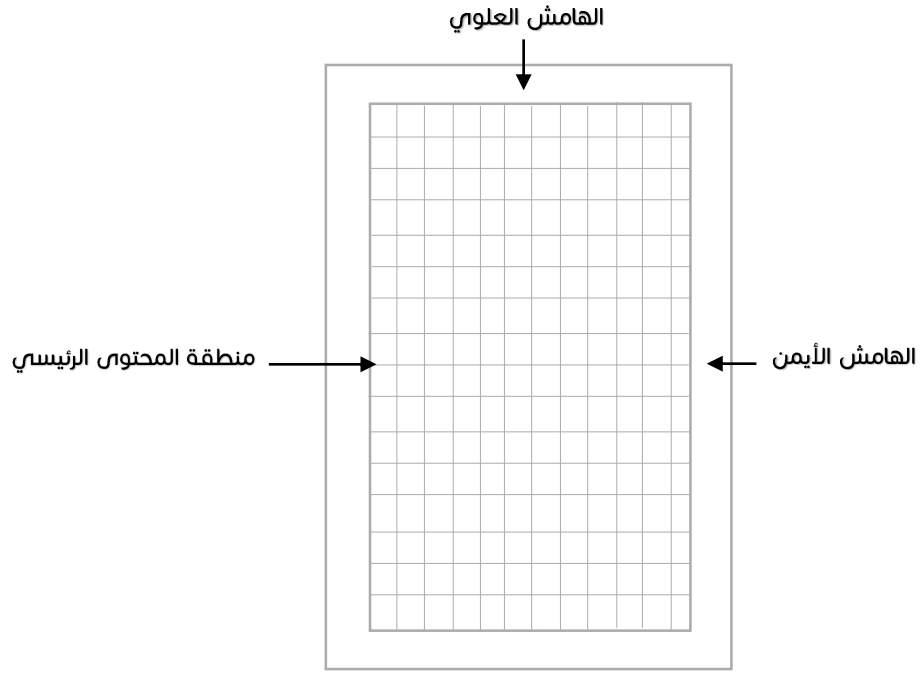 الهامش العلوي
الهامش الأيمن
منطقة المحتوى الرئيسي